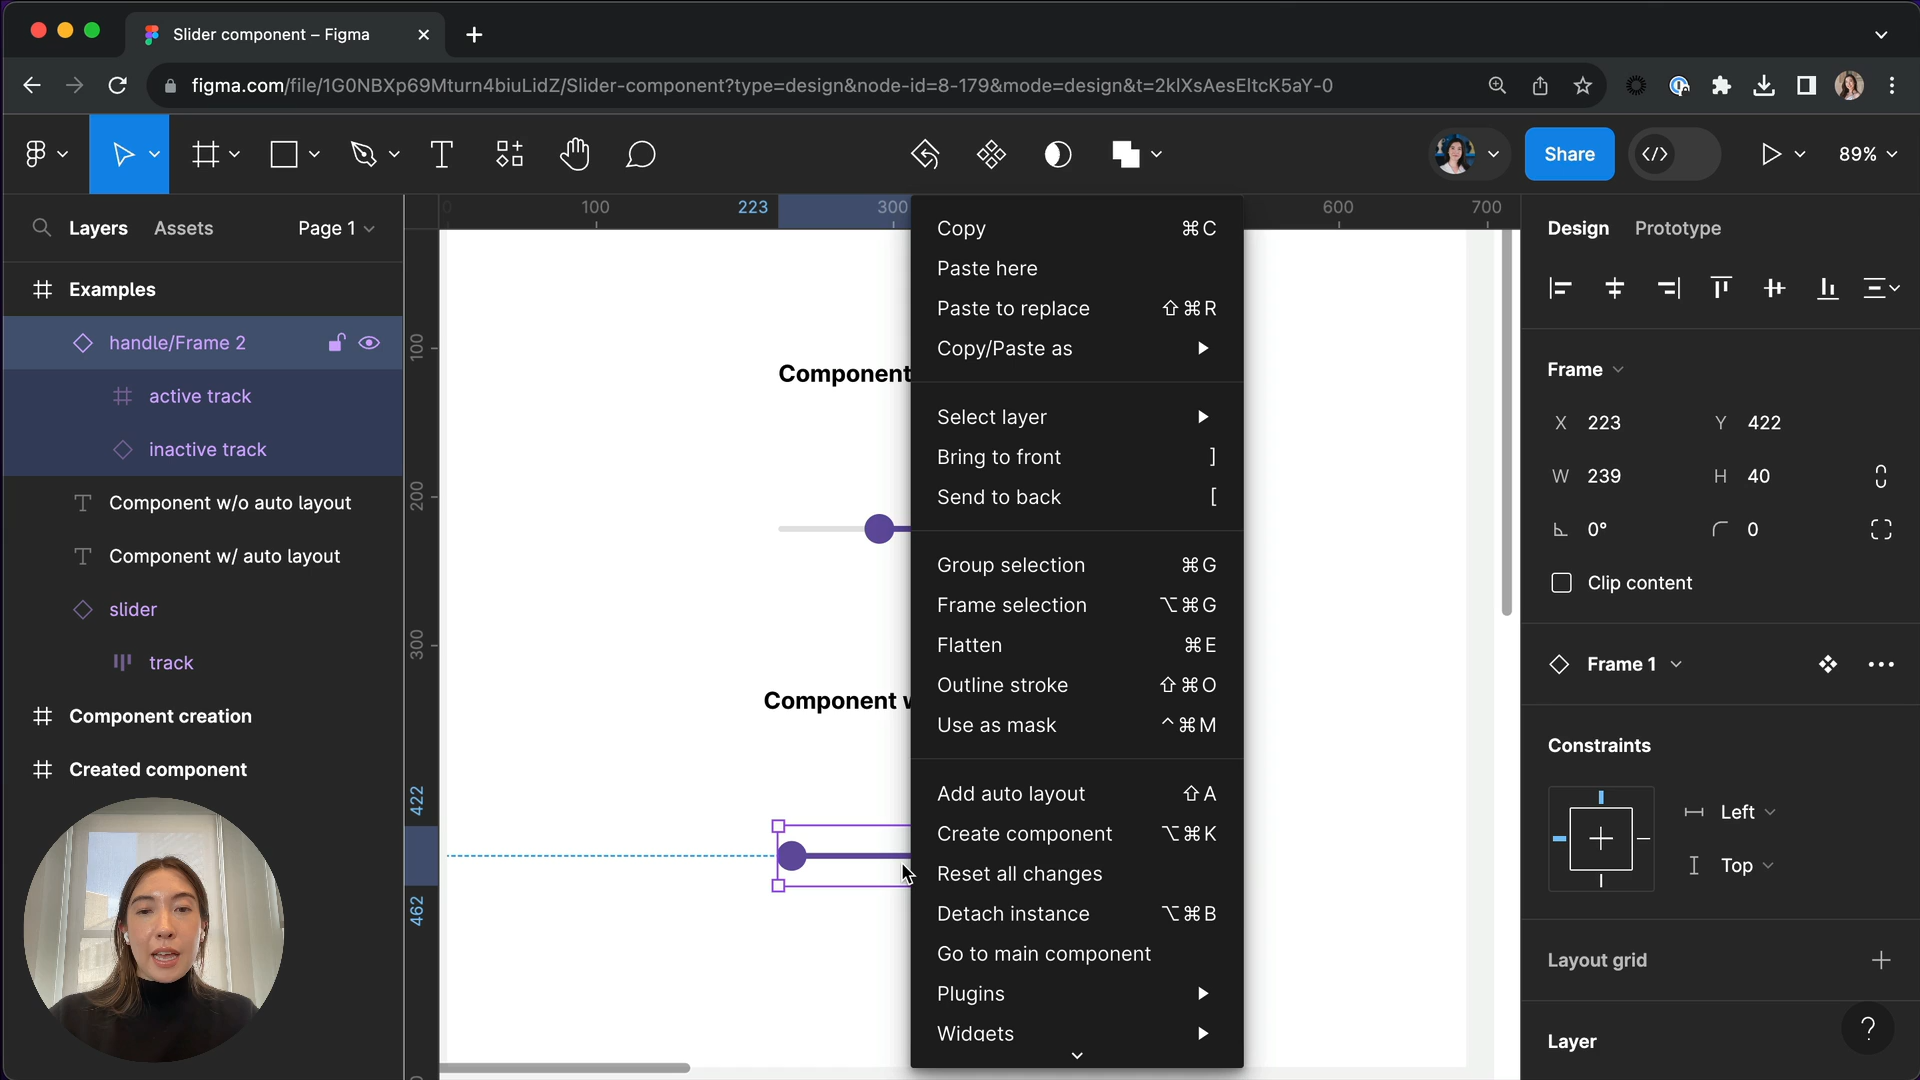 Slider component – Figma
figma.com/file/1G0NBXp69Mturn4biuLidZ/Slider-component?type=design&node-id=8-179&mode=design&t=2klXsAesEltcK5aY-0
Share
89%
Layers
Assets
Page 1
Examples
handle/Frame 2
active track
inactive track
Component w/o auto layout
Component w/ auto layout
slider
track
Component creation
Created component
0
100
223
300
600
700
100
200
300
422
462
Component
Component w
Copy ⌘C
Paste here
Paste to replace ⇧⌘R
Copy/Paste as
Select layer
Bring to front ]
Send to back [
Group selection ⌘G
Frame selection ⌥⌘G
Flatten ⌘E
Outline stroke ⇧⌘O
Use as mask ^⌘M
Add auto layout ⇧A
Create component ⌥⌘K
Reset all changes
Detach instance ⌥⌘B
Go to main component
Plugins
Widgets
Design
Prototype
Frame
X 223 Y 422
W 239 H 40
0° 0
Clip content
Frame 1
Constraints
Left
Top
Layout grid
Layer
?